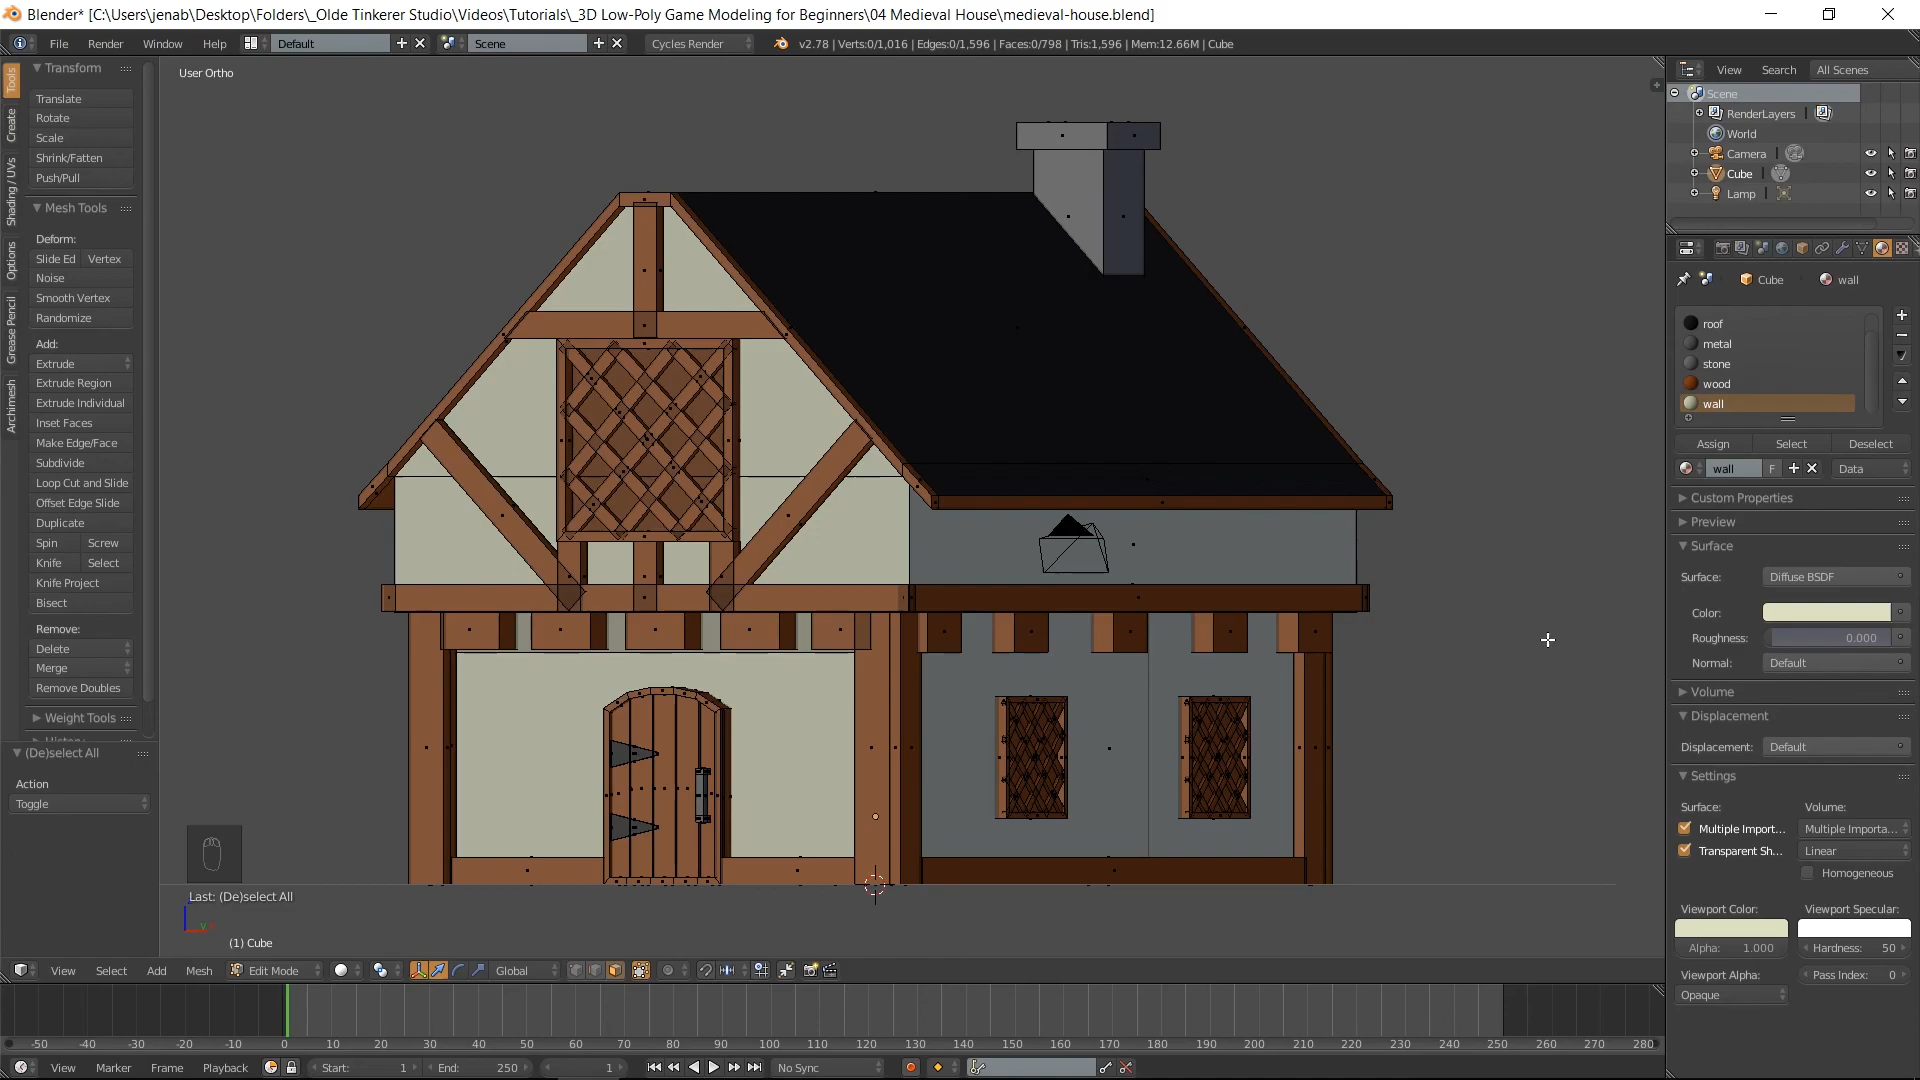 Blender* [C:\Users\jenab\Desktop\Folders\_Olde Tinkerer Studio\Videos\Tutorials\_3D Low-Poly Game Modeling for Beginners\04 Medieval House\medieval-house.blend]
File Render Window Help Default Scene Cycles Render v2.78 | Verts:0/1,016 | Edges:0/1,596 | Faces:0/798 | Tris:1,596 | Mem:12.66M | Cube
Tools
Create
Shading / UVs
Options
Grease Pencil
Archimesh
Transform
Translate
Rotate
Scale
Shrink/Fatten
Push/Pull
Mesh Tools
Deform:
Slide Ed Vertex
Noise
Smooth Vertex
Randomize
Add:
Extrude
Extrude Region
Extrude Individual
Inset Faces
Make Edge/Face
Subdivide
Loop Cut and Slide
Offset Edge Slide
Duplicate
Spin Screw
Knife Select
Knife Project
Bisect
Remove:
Delete
Merge
Remove Doubles
Weight Tools
(De)select All
Action
Toggle
User Ortho
Last: (De)select All
(1) Cube
View Select Add Mesh Edit Mode Global
-50 -40 -30 -20 -10 0 10 20 30 40 50 60 70 80 90 100 110 120 130 140 150 160 170 180 190 200 210 220 230 240 250 260 270 280
View Marker Frame Playback Start: 1 End: 250 1 No Sync
View Search All Scenes
Scene
RenderLayers |
World
Camera |
Cube |
Lamp |
Cube wall
roof
metal
stone
wood
wall
Assign Select Deselect
wall F Data
Custom Properties
Preview
Surface
Surface: Diffuse BSDF
Color:
Roughness: 0.000
Normal: Default
Volume
Displacement
Displacement: Default
Settings
Surface: Volume:
Multiple Import... Multiple Importa...
Transparent Sh... Linear
Homogeneous
Viewport Color: Viewport Specular:
Alpha: 1.000 Hardness: 50
Viewport Alpha: Pass Index: 0
Opaque